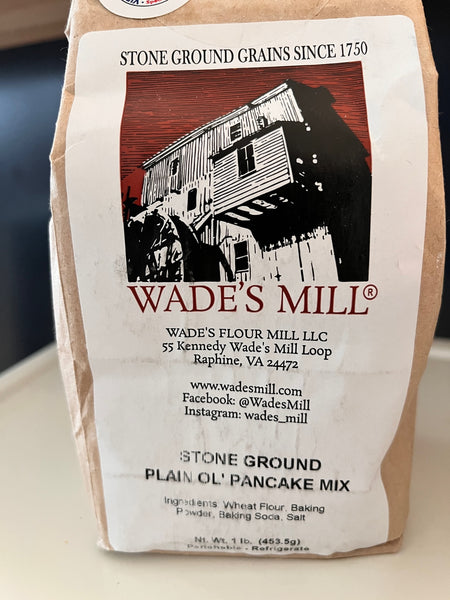 STONE GROUND GRAINS SINCE 1750
WADE'S MILL®
WADE'S FLOUR MILL LLC
55 Kennedy Wade's Mill Loop
Raphine, VA 24472
www.wadesmill.com
Facebook: @WadesMill
Instagram: wades_mill
STONE GROUND
PLAIN OL' PANCAKE MIX
Ingredients: Wheat Flour, Baking
Powder, Baking Soda, Salt
Nt. Wt. 1 lb. (453.5g)
Perishable - Refrigerate